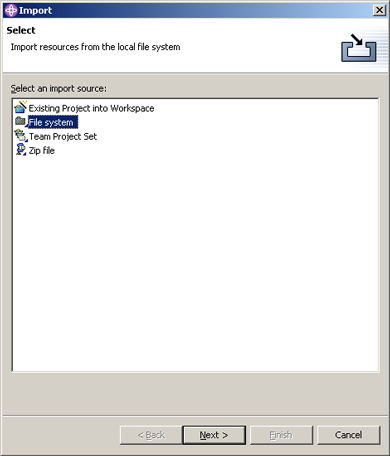 Import
Select
Import resources from the local file system
Select an import source:
Existing Project into Workspace
File system
Team Project Set
Zip file
< Back
Next >
Finish
Cancel